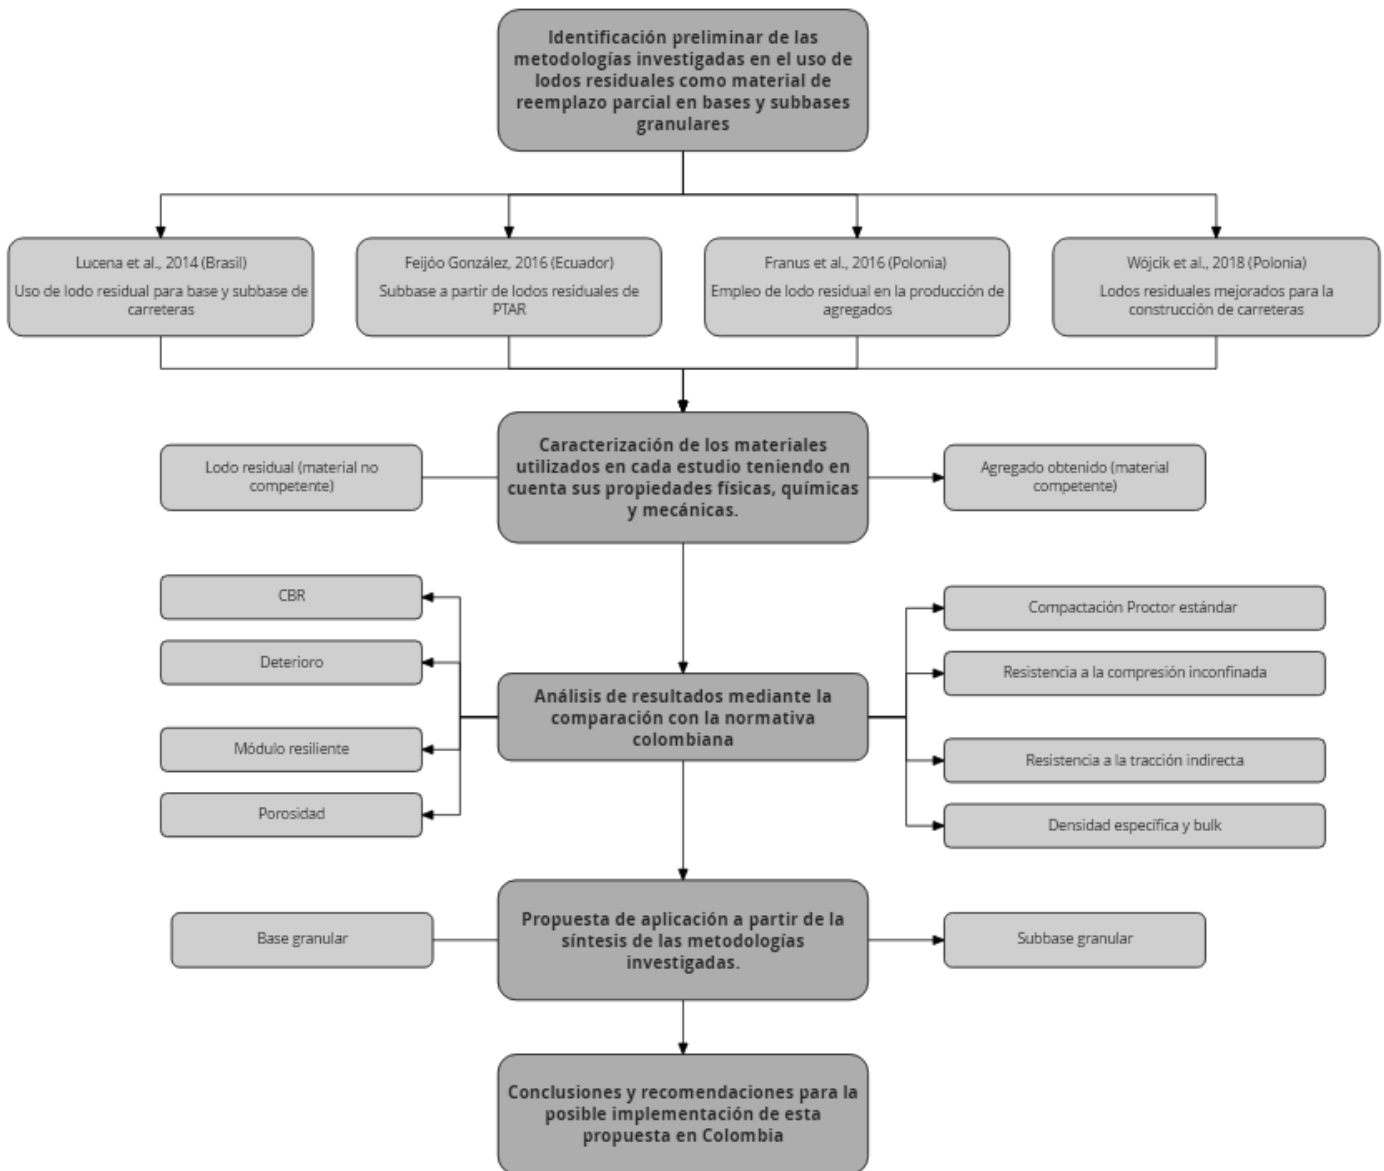 Identificación preliminar de las
metodologías investigadas en el uso de
lodos residuales como material de
reemplazo parcial en bases y subbases
granulares
Lucena et al., 2014 (Brasil)
Uso de lodo residual para base y subbase de
carreteras
Feijóo González, 2016 (Ecuador)
Subbase a partir de lodos residuales de
PTAR
Franus et al., 2016 (Polonia)
Empleo de lodo residual en la producción de
agregados
Wójcik et al., 2018 (Polonia)
Lodos residuales mejorados para la
construcción de carreteras
Caracterización de los materiales
utilizados en cada estudio teniendo en
cuenta sus propiedades físicas, químicas
y mecánicas.
Lodo residual (material no
competente)
Agregado obtenido (material
competente)
CBR
Deterioro
Módulo resiliente
Porosidad
Análisis de resultados mediante la
comparación con la normativa
colombiana
Compactación Proctor estándar
Resistencia a la compresión inconfinada
Resistencia a la tracción indirecta
Densidad específica y bulk
Base granular
Propuesta de aplicación a partir de la
síntesis de las metodologías
investigadas.
Subbase granular
Conclusiones y recomendaciones para la
posible implementación de esta
propuesta en Colombia